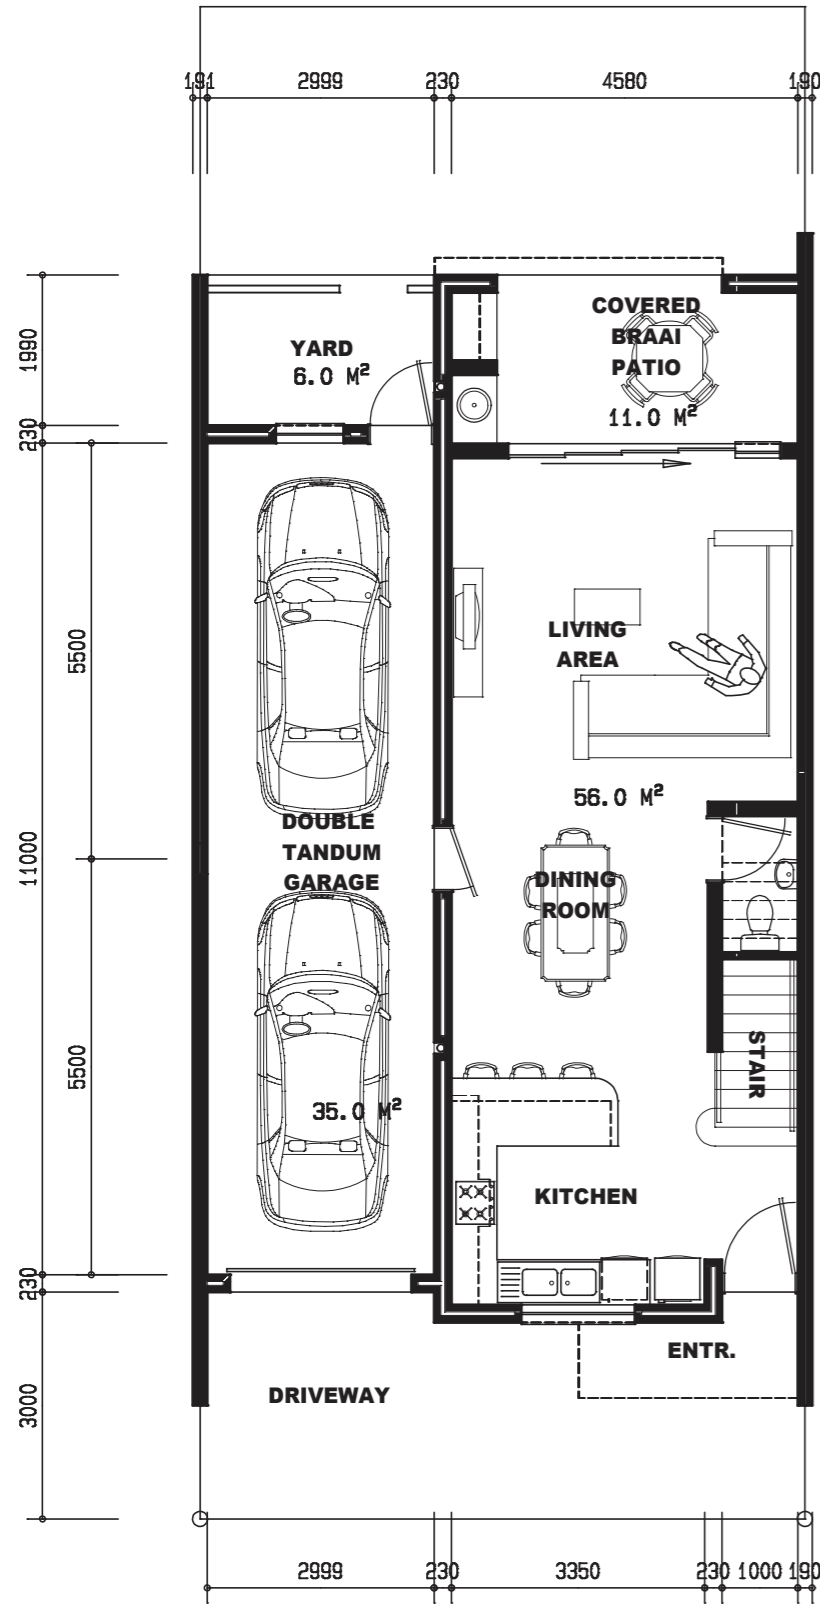 191 2999 230 4580 190
COVERED
BRAAI
PATIO
11.0 M²
YARD
6.0 M²
1990
230
5500
11000
5500
230
3000
LIVING
AREA
56.0 M²
DOUBLE
TANDUM
GARAGE
35.0 M²
DINING
ROOM
STAIR
KITCHEN
ENTR.
DRIVEWAY
2999 230 3350 230 1000 190